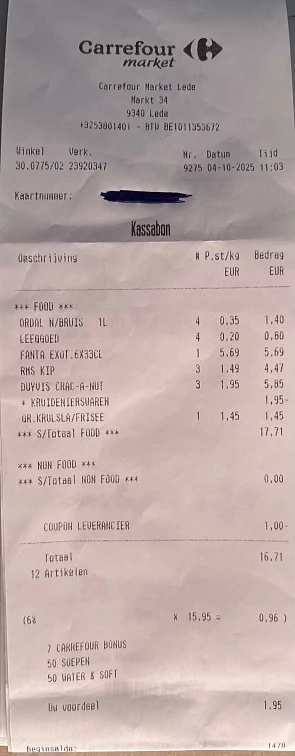 Carrefour
market
Carrefour Market Lede
Markt 34
9340 Lede
+3253801401 - BTW BE1011353672
Winkel Verk. Nr. Datum Tijd
30.0775/02 23920347 9275 04-10-2025 11:03
Kaartnummer:
Kassabon
Omschrijving # P.st/kg Bedrag
EUR EUR
*** FOOD ***
ORDAL N/BRUIS 1L 4 0,35 1,40
LEEGGOED 4 0,20 0,80
FANTA EXOT.6X33CL 1 5,69 5,69
RMS KIP 3 1,49 4,47
DUYVIS CRAC-A-NUT 3 1,95 5,85
* KRUIDENIERSWAREN 1,95-
GR.KRULSLA/FRISEE 1 1,45 1,45
*** S/Totaal FOOD *** 17,71
*** NON FOOD ***
*** S/Totaal NON FOOD *** 0,00
COUPON LEVERANCIER 1,00-
Totaal 16,71
12 Artikelen
(6% x 15,95 = 0,96 )
7 CARREFOUR BONUS
50 SOEPEN
50 WATER & SOFT
Uw voordeel 1.95
Beginsaldo: 1478